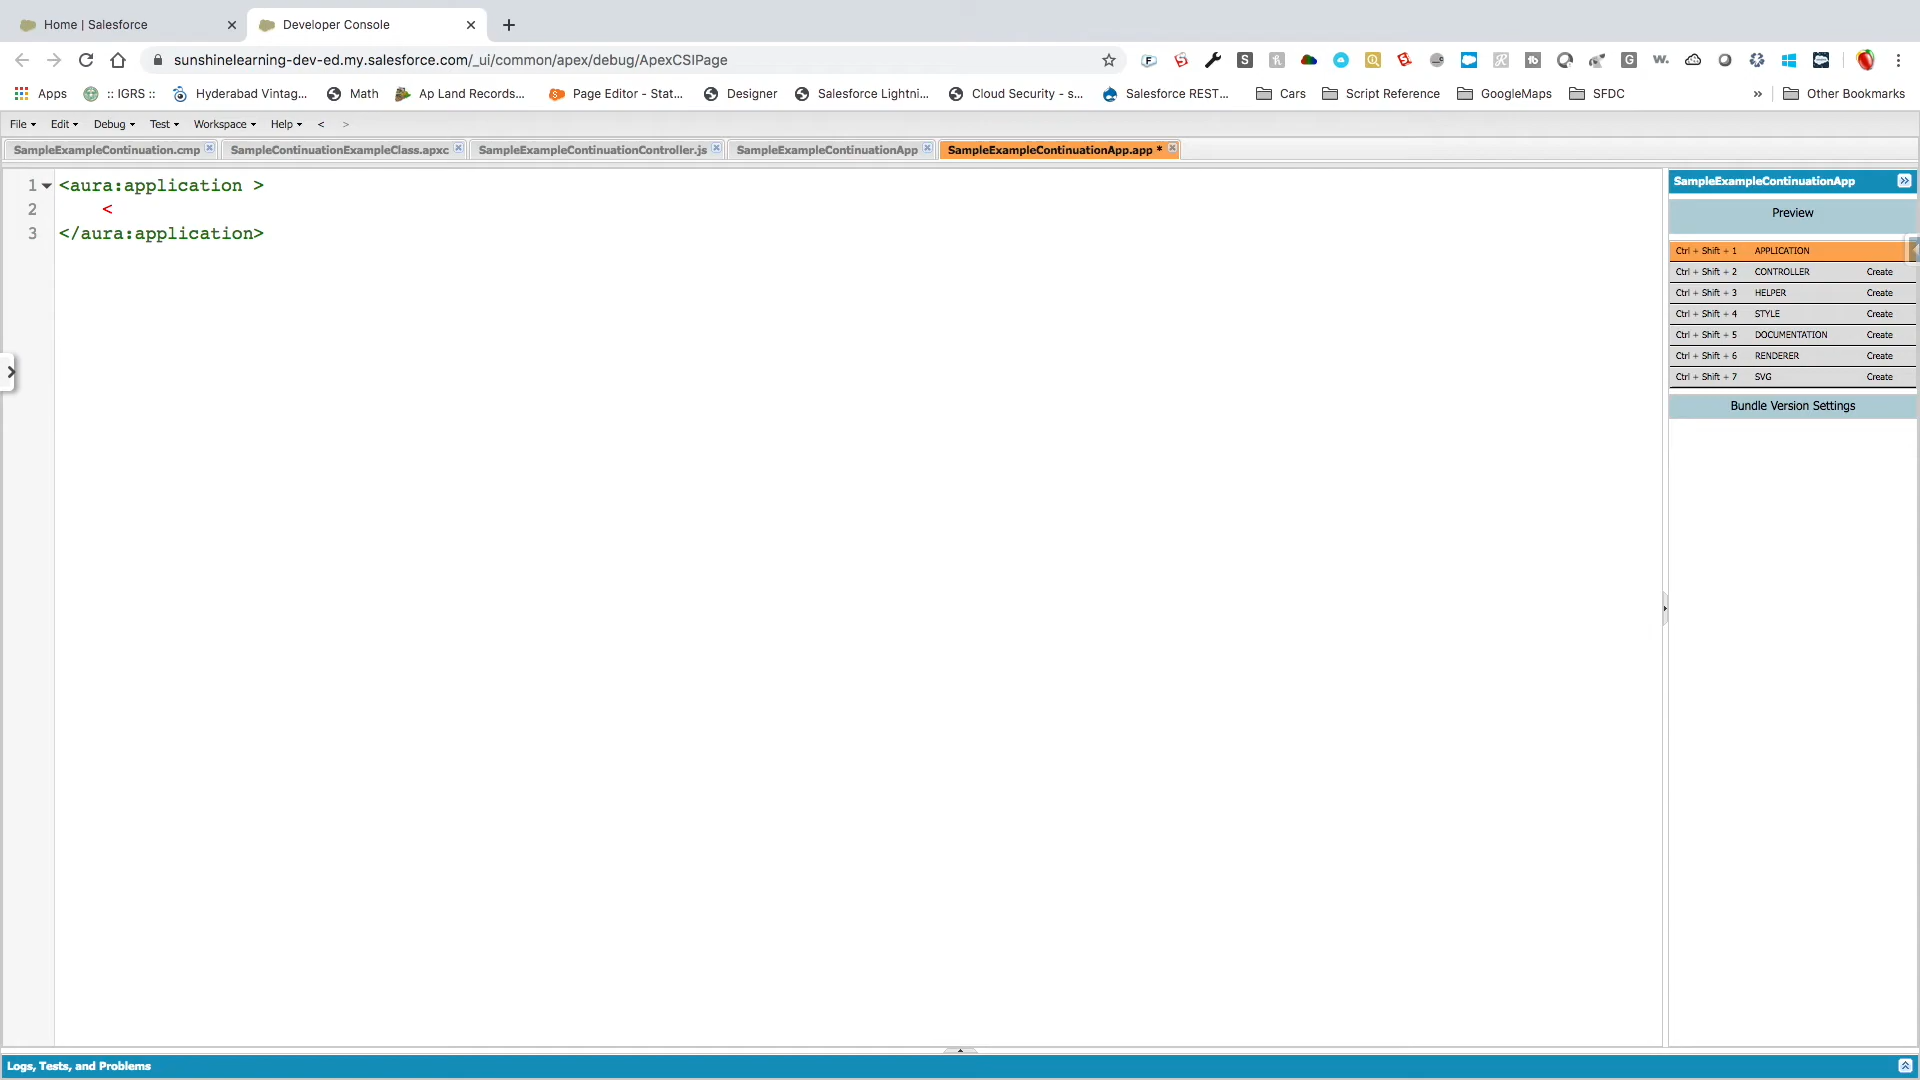 Home | Salesforce
Developer Console
sunshinelearning-dev-ed.my.salesforce.com/_ui/common/apex/debug/ApexCSIPage
Apps
:: IGRS ::
Hyderabad Vintag...
Math
Ap Land Records...
Page Editor - Stat...
Designer
Salesforce Lightni...
Cloud Security - s...
Salesforce REST...
Cars
Script Reference
GoogleMaps
SFDC
»
Other Bookmarks
File
Edit
Debug
Test
Workspace
Help
<
>
SampleExampleContinuation.cmp
SampleContinuationExampleClass.apxc
SampleExampleContinuationController.js
SampleExampleContinuationApp
SampleExampleContinuationApp.app *
1 <aura:application >
2 <
3 </aura:application>
SampleExampleContinuationApp
Preview
Ctrl + Shift + 1 APPLICATION
Ctrl + Shift + 2 CONTROLLER Create
Ctrl + Shift + 3 HELPER Create
Ctrl + Shift + 4 STYLE Create
Ctrl + Shift + 5 DOCUMENTATION Create
Ctrl + Shift + 6 RENDERER Create
Ctrl + Shift + 7 SVG Create
Bundle Version Settings
Logs, Tests, and Problems